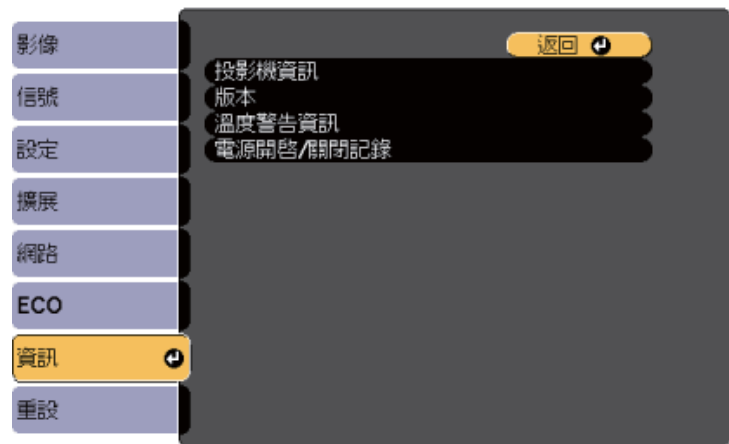 影像
信號
設定
擴展
網路
ECO
資訊
重設
返回
投影機資訊
版本
溫度警告資訊
電源開啓/關閉記錄